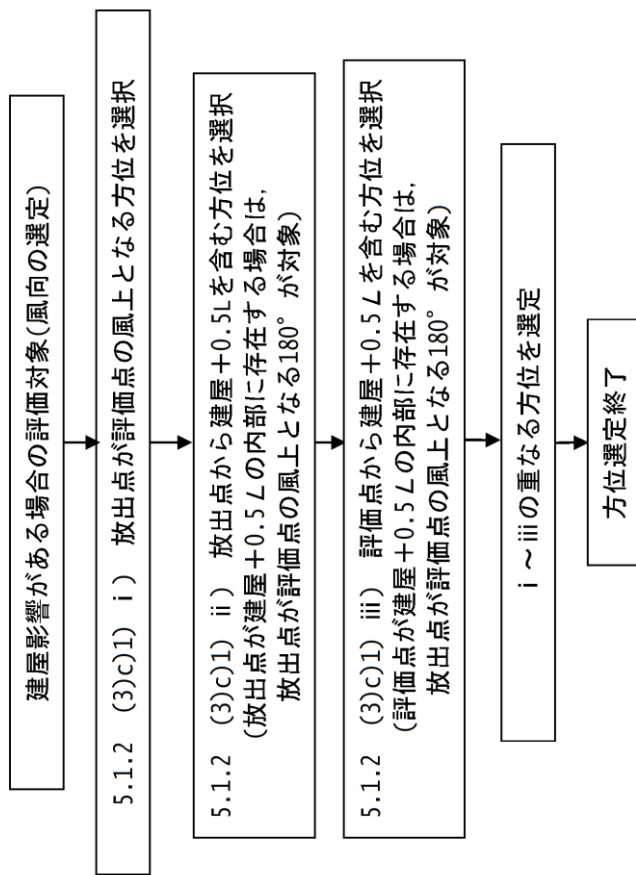 建屋影響がある場合の評価対象(風向の選定)
5.1.2 (3)c)1) ⅰ) 放出点が評価点の風上となる方位を選択
5.1.2 (3)c)1) ⅱ) 放出点から建屋＋0.5Lを含む方位を選択
(放出点が建屋＋0.5Lの内部に存在する場合は,
放出点が評価点の風上となる180°が対象)
5.1.2 (3)c)1) ⅲ) 評価点から建屋＋0.5Lを含む方位を選択
(評価点が建屋＋0.5Lの内部に存在する場合は,
放出点が評価点の風上となる180°が対象)
ⅰ～ⅲの重なる方位を選定
方位選定終了